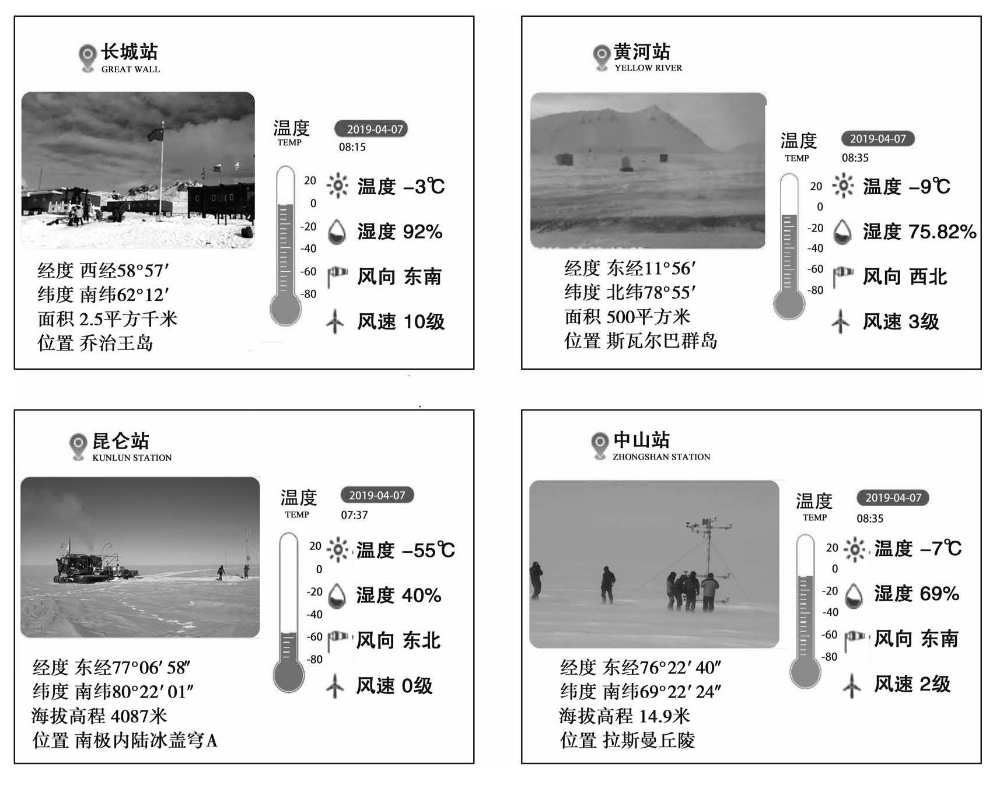 长城站
GREAT WALL
温度
TEMP
2019-04-07
08:15
20
0
-20
-40
-60
-80
温度 -3℃
湿度 92%
风向 东南
风速 10级
经度 西经58°57′
纬度 南纬62°12′
面积 2.5平方千米
位置 乔治王岛
黄河站
YELLOW RIVER
温度
TEMP
2019-04-07
08:35
20
0
-20
-40
-60
-80
温度 -9℃
湿度 75.82%
风向 西北
风速 3级
经度 东经11°56′
纬度 北纬78°55′
面积 500平方米
位置 斯瓦尔巴群岛
昆仑站
KUNLUN STATION
温度
TEMP
2019-04-07
07:37
20
0
-20
-40
-60
-80
温度 -55℃
湿度 40%
风向 东北
风速 0级
经度 东经77°06′58″
纬度 南纬80°22′01″
海拔高程 4087米
位置 南极内陆冰盖穹A
中山站
ZHONGSHAN STATION
温度
TEMP
2019-04-07
08:35
20
0
-20
-40
-60
-80
温度 -7℃
湿度 69%
风向 东南
风速 2级
经度 东经76°22′40″
纬度 南纬69°22′24″
海拔高程 14.9米
位置 拉斯曼丘陵